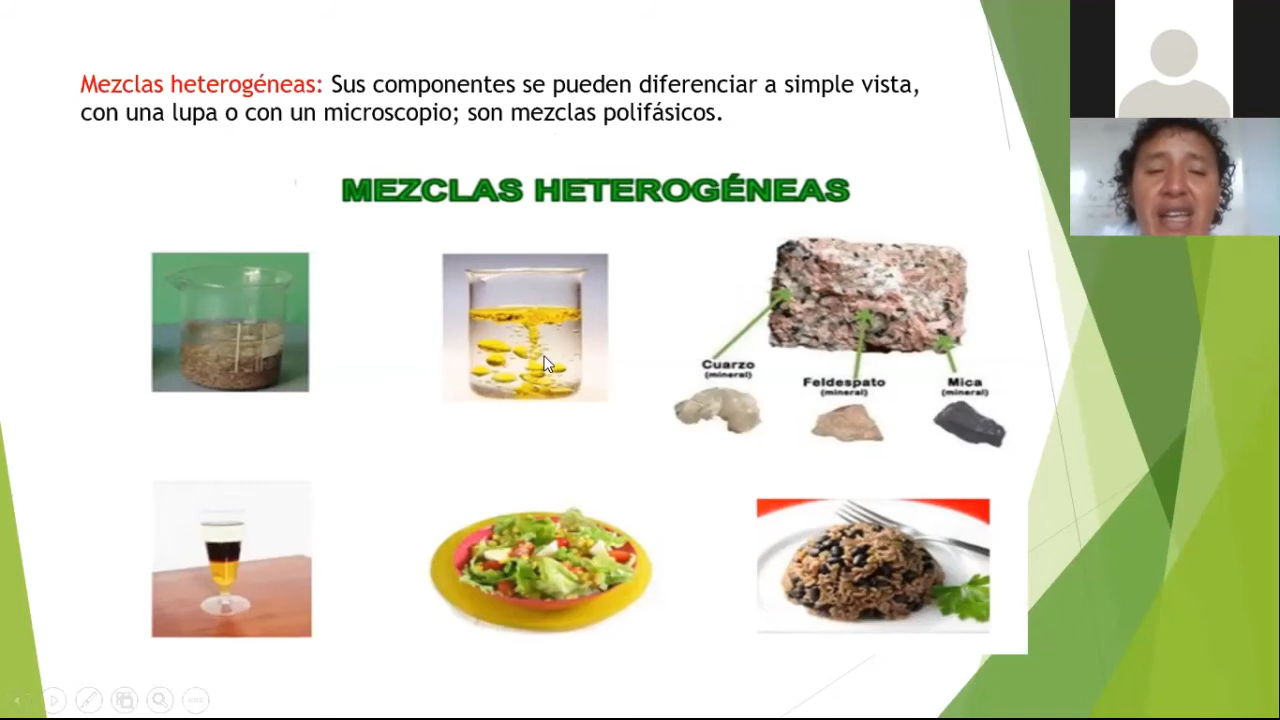 Mezclas heterogéneas: Sus componentes se pueden diferenciar a simple vista,
con una lupa o con un microscopio; son mezclas polifásicos.
MEZCLAS HETEROGÉNEAS
Cuarzo
(mineral)
Feldespato
(mineral)
Mica
(mineral)